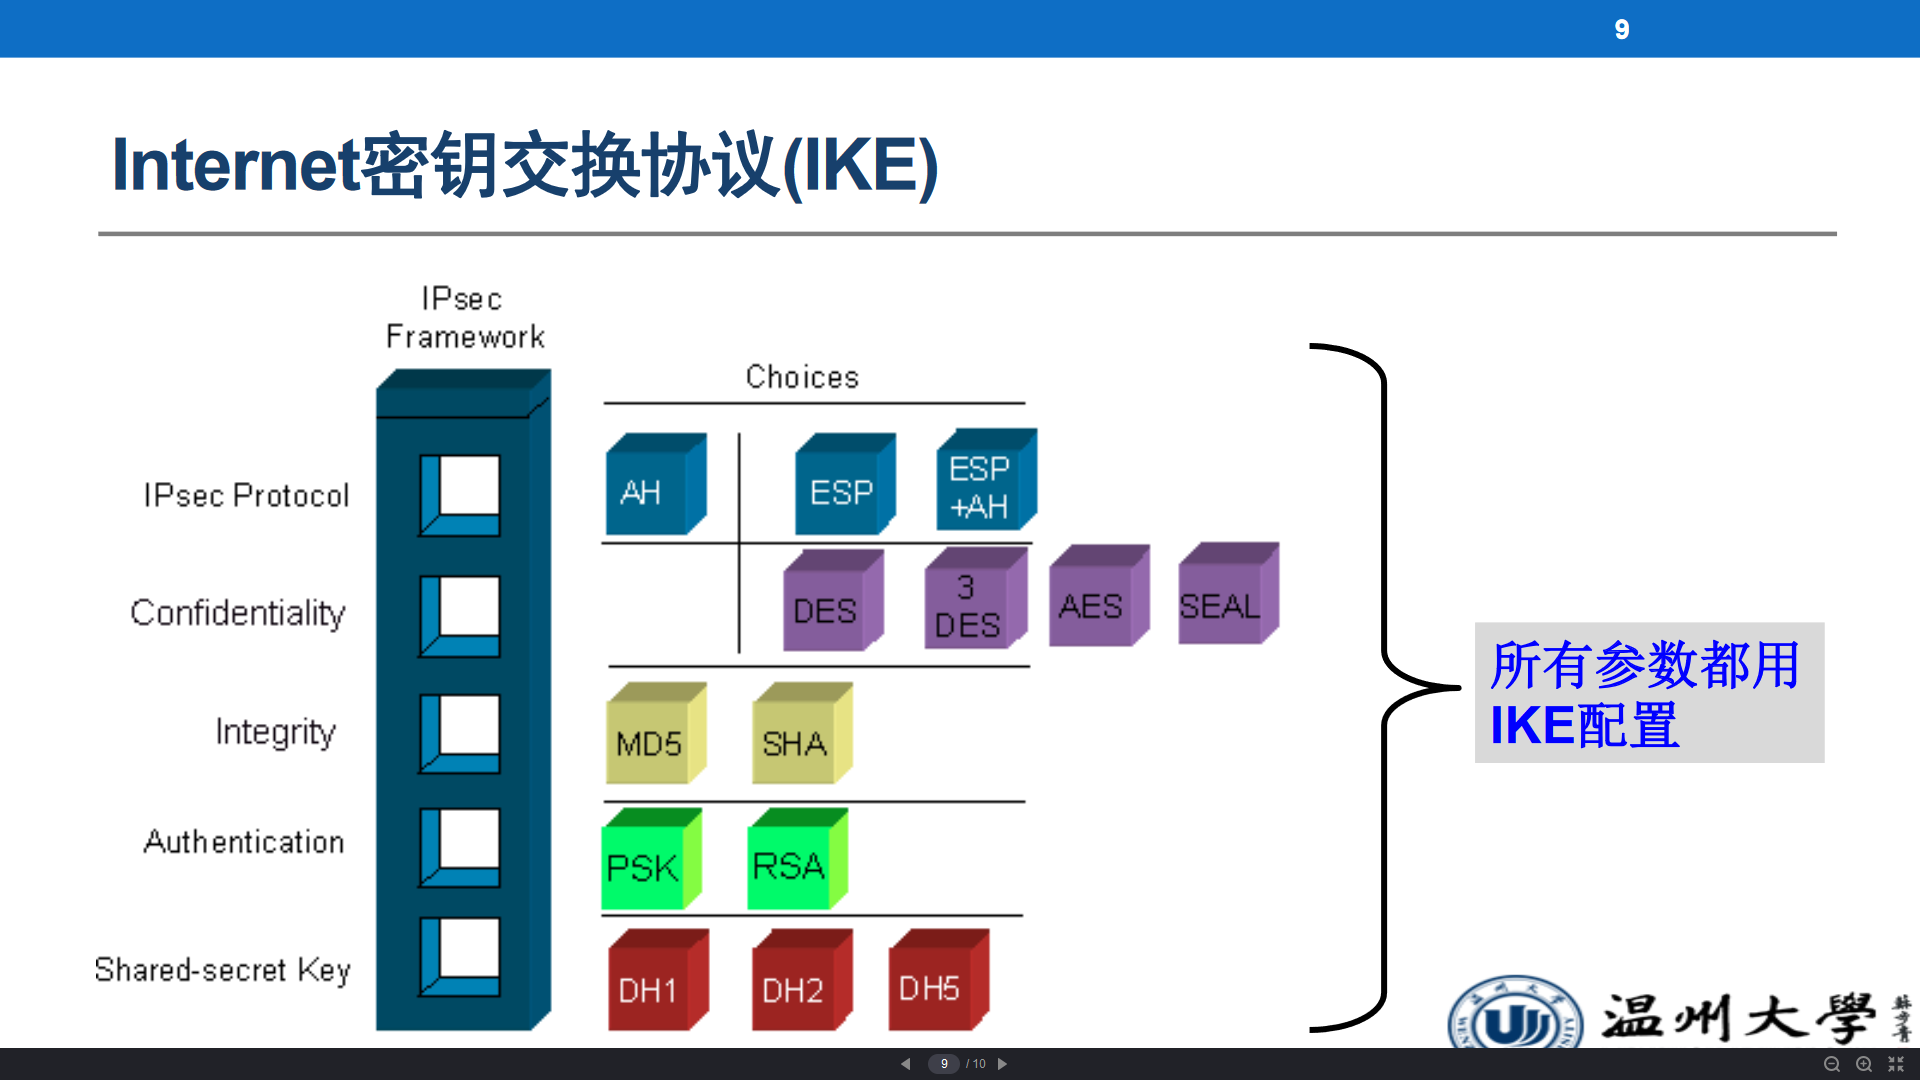 9
Internet密钥交换协议(IKE)
IPsec
Framework
Choices
IPsec Protocol
AH
ESP
ESP
+AH
Confidentiality
DES
3
DES
AES
SEAL
Integrity
MD5
SHA
Authentication
PSK
RSA
Shared-secret Key
DH1
DH2
DH5
所有参数都用
IKE配置
温州大學
9 / 10